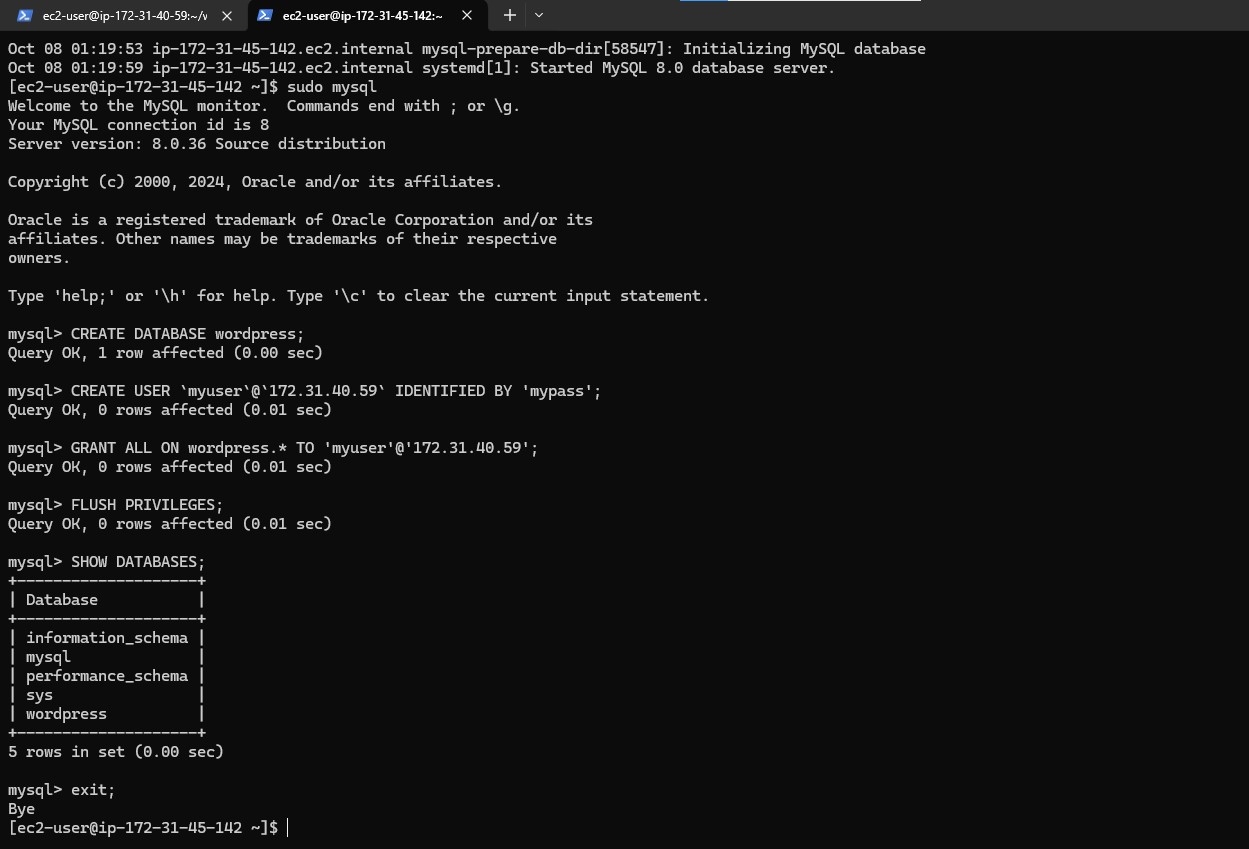 ec2-user@ip-172-31-40-59:~/v
ec2-user@ip-172-31-45-142:~
Oct 08 01:19:53 ip-172-31-45-142.ec2.internal mysql-prepare-db-dir[58547]: Initializing MySQL database
Oct 08 01:19:59 ip-172-31-45-142.ec2.internal systemd[1]: Started MySQL 8.0 database server.
[ec2-user@ip-172-31-45-142 ~]$ sudo mysql
Welcome to the MySQL monitor.  Commands end with ; or \g.
Your MySQL connection id is 8
Server version: 8.0.36 Source distribution

Copyright (c) 2000, 2024, Oracle and/or its affiliates.

Oracle is a registered trademark of Oracle Corporation and/or its
affiliates. Other names may be trademarks of their respective
owners.

Type 'help;' or '\h' for help. Type '\c' to clear the current input statement.

mysql> CREATE DATABASE wordpress;
Query OK, 1 row affected (0.00 sec)

mysql> CREATE USER `myuser`@`172.31.40.59` IDENTIFIED BY 'mypass';
Query OK, 0 rows affected (0.01 sec)

mysql> GRANT ALL ON wordpress.* TO 'myuser'@'172.31.40.59';
Query OK, 0 rows affected (0.01 sec)

mysql> FLUSH PRIVILEGES;
Query OK, 0 rows affected (0.01 sec)

mysql> SHOW DATABASES;
+--------------------+
| Database           |
+--------------------+
| information_schema |
| mysql              |
| performance_schema |
| sys                |
| wordpress          |
+--------------------+
5 rows in set (0.00 sec)

mysql> exit;
Bye
[ec2-user@ip-172-31-45-142 ~]$